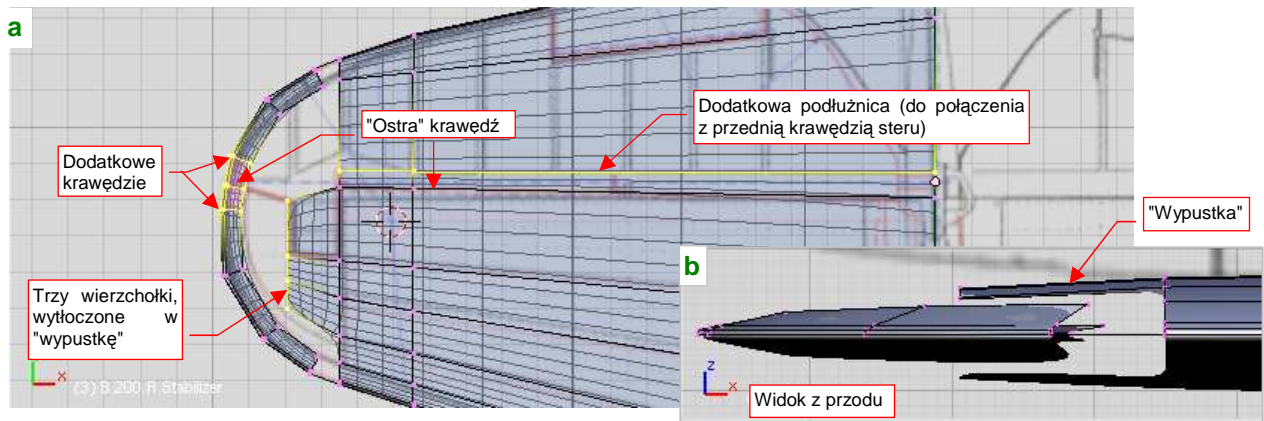 a
"Ostra" krawędź
Dodatkowa podłużnica (do połączenia
z przednią krawędzią steru)
Dodatkowe
krawędzie
"Wypustka"
b
Trzy wierzchołki,
wytłoczone w
"wypustkę"
x
(3) B.200.R.Stabilizer
z
x
Widok z przodu